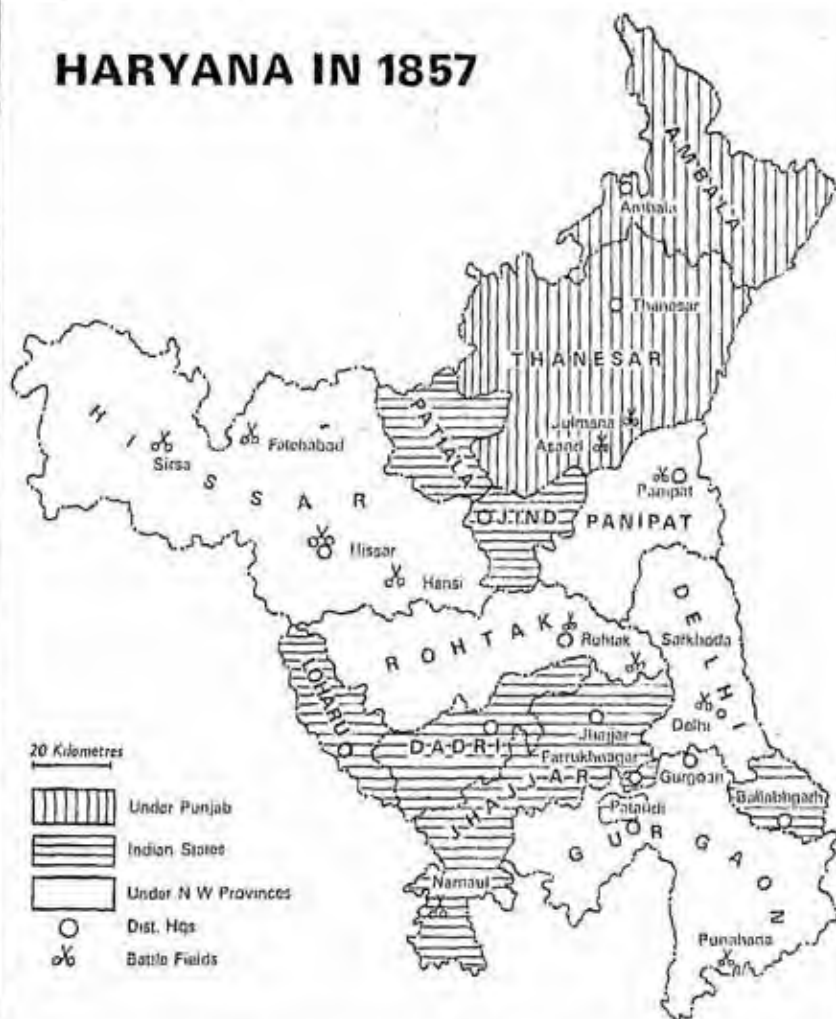 HARYANA IN 1857
AMBALA
Ambala
Thanesar
THANESAR
Julmana
Asand
PATIALA
HISSAR
Sirsa
Fatehabad
Hissar
Hansi
JIND
Panipat
PANIPAT
DELHI
ROHTAK
Rohtak
Sarkhoda
Delhi
LOHARU
DADRI
Jhajjar
Farrukhnagar
JHAJJAR
Gurgoan
Ballabhgarh
Pataudi
GURGAON
Narnaul
Punahana
20 Kilometres
Under Punjab
Indian States
Under N W Provinces
Dist. Hqs
Battle Fields